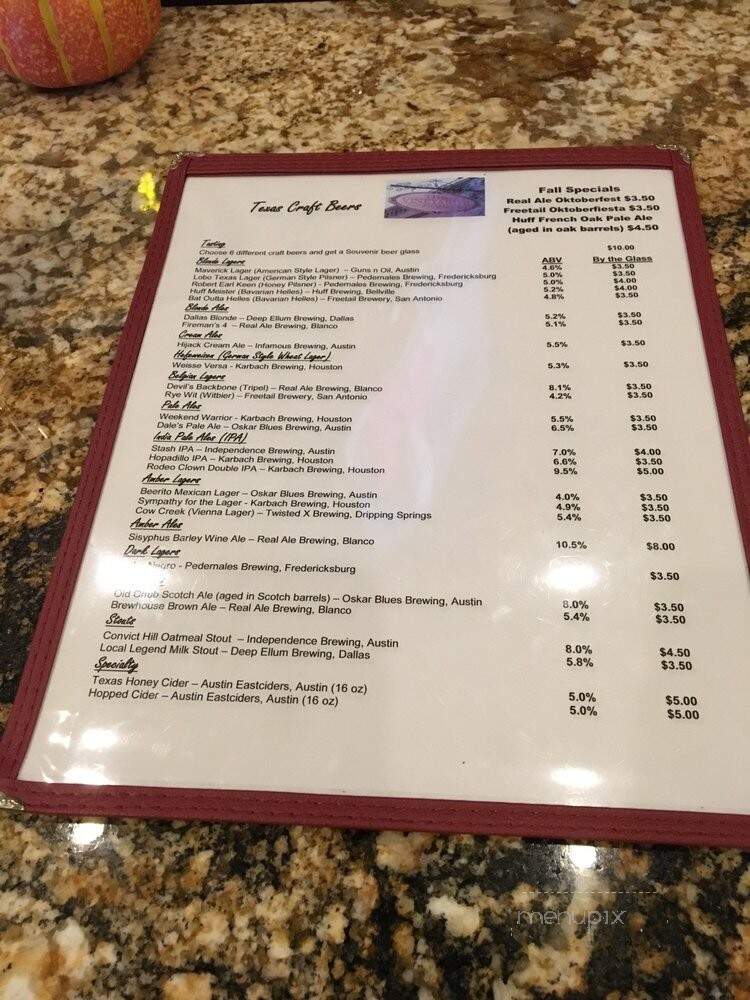 Texas Craft Beers
Fall Specials
Real Ale Oktoberfest $3.50
Freetail Oktoberfiesta $3.50
Huff French Oak Pale Ale
(aged in oak barrels) $4.50
Tasting
Choose 6 different craft beers and get a Souvenir beer glass $10.00
Blonde Lagers ABV By the Glass
Maverick Lager (American Style Lager) – Guns n Oil, Austin 4.6% $3.50
Lobo Texas Lager (German Style Pilsner) – Pedernales Brewing, Fredericksburg 5.0% $3.50
Robert Earl Keen (Honey Pilsner) - Pedernales Brewing, Fredericksburg 5.0% $4.00
Huff Meister (Bavarian Helles) – Huff Brewing, Bellville 5.2% $4.00
Bat Outta Helles (Bavarian Helles) – Freetail Brewery, San Antonio 4.8% $3.50
Blonde Ales
Dallas Blonde – Deep Ellum Brewing, Dallas 5.2% $3.50
Fireman's 4 – Real Ale Brewing, Blanco 5.1% $3.50
Cream Ales
Hijack Cream Ale – Infamous Brewing, Austin 5.5% $3.50
Hefeweizen (German Style Wheat Lager)
Weisse Versa - Karbach Brewing, Houston 5.3% $3.50
Belgian Lagers
Devil's Backbone (Tripel) – Real Ale Brewing, Blanco 8.1% $3.50
Rye Wit (Witbier) – Freetail Brewery, San Antonio 4.2% $3.50
Pale Ales
Weekend Warrior - Karbach Brewing, Houston 5.5% $3.50
Dale's Pale Ale – Oskar Blues Brewing, Austin 6.5% $3.50
India Pale Ales (IPA)
Stash IPA – Independence Brewing, Austin 7.0% $4.00
Hopadillo IPA – Karbach Brewing, Houston 6.6% $3.50
Rodeo Clown Double IPA – Karbach Brewing, Houston 9.5% $5.00
Amber Lagers
Beerito Mexican Lager – Oskar Blues Brewing, Austin 4.0% $3.50
Sympathy for the Lager - Karbach Brewing, Houston 4.9% $3.50
Cow Creek (Vienna Lager) – Twisted X Brewing, Dripping Springs 5.4% $3.50
Amber Ales
Sisyphus Barley Wine Ale – Real Ale Brewing, Blanco 10.5% $8.00
Dark Lagers
Negro - Pedernales Brewing, Fredericksburg $3.50
Old Chub Scotch Ale (aged in Scotch barrels) – Oskar Blues Brewing, Austin 8.0% $3.50
Brewhouse Brown Ale – Real Ale Brewing, Blanco 5.4% $3.50
Stouts
Convict Hill Oatmeal Stout – Independence Brewing, Austin 8.0% $4.50
Local Legend Milk Stout – Deep Ellum Brewing, Dallas 5.8% $3.50
Specialty
Texas Honey Cider – Austin Eastciders, Austin (16 oz) 5.0% $5.00
Hopped Cider – Austin Eastciders, Austin (16 oz) 5.0% $5.00
menupix